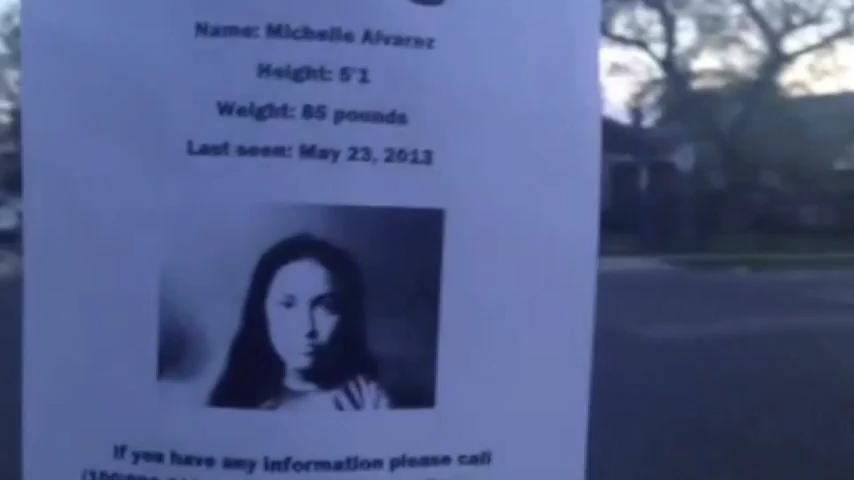 Name: Michelle Alvarez
Height: 5'1
Weight: 85 pounds
Last seen: May 23, 2013
If you have any information please call